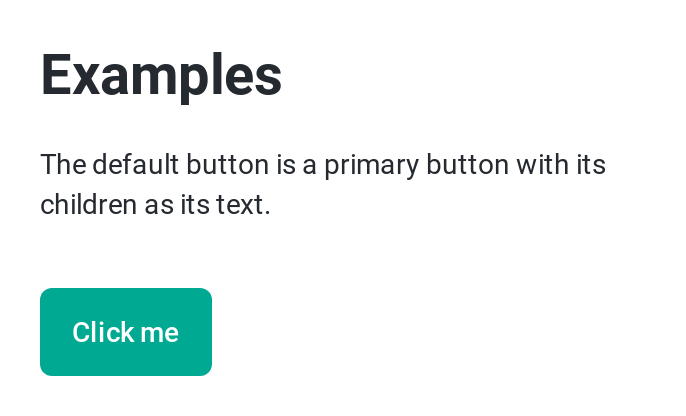 Examples
The default button is a primary button with its
children as its text.
Click me